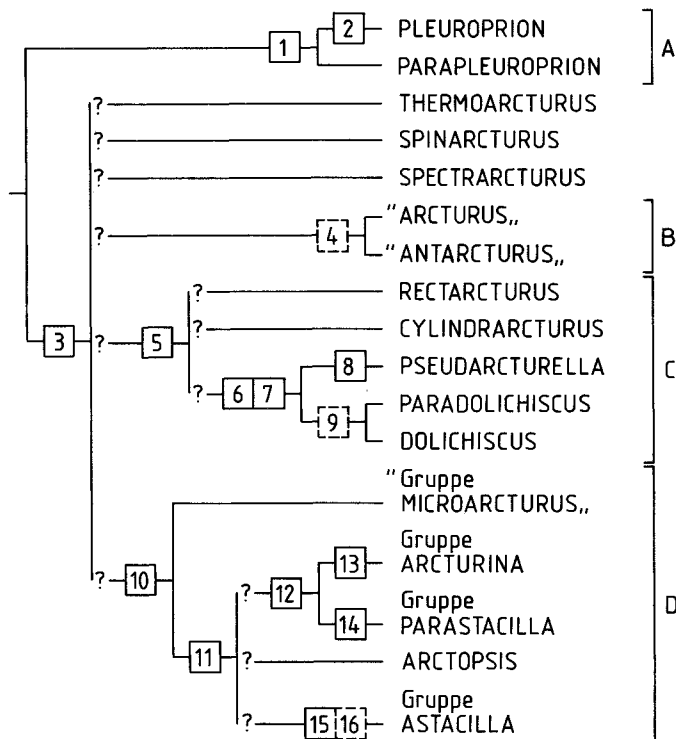 2 PLEUROPRION
1 A
PARAPLEUROPRION
? THERMOARCTURUS
? SPINARCTURUS
? SPECTRARCTURUS
"ARCTURUS„
? 4 B
"ANTARCTURUS„
? RECTARCTURUS
3 ? 5 ? CYLINDRARCTURUS
8 PSEUDARCTURELLA C
? 6 7
PARADOLICHISCUS
9
DOLICHISCUS
"Gruppe
MICROARCTURUS„
Gruppe
13 ARCTURINA
? 10 ? 12
Gruppe D
14 PARASTACILLA
11 ? ARCTOPSIS
Gruppe
? 15 16 ASTACILLA